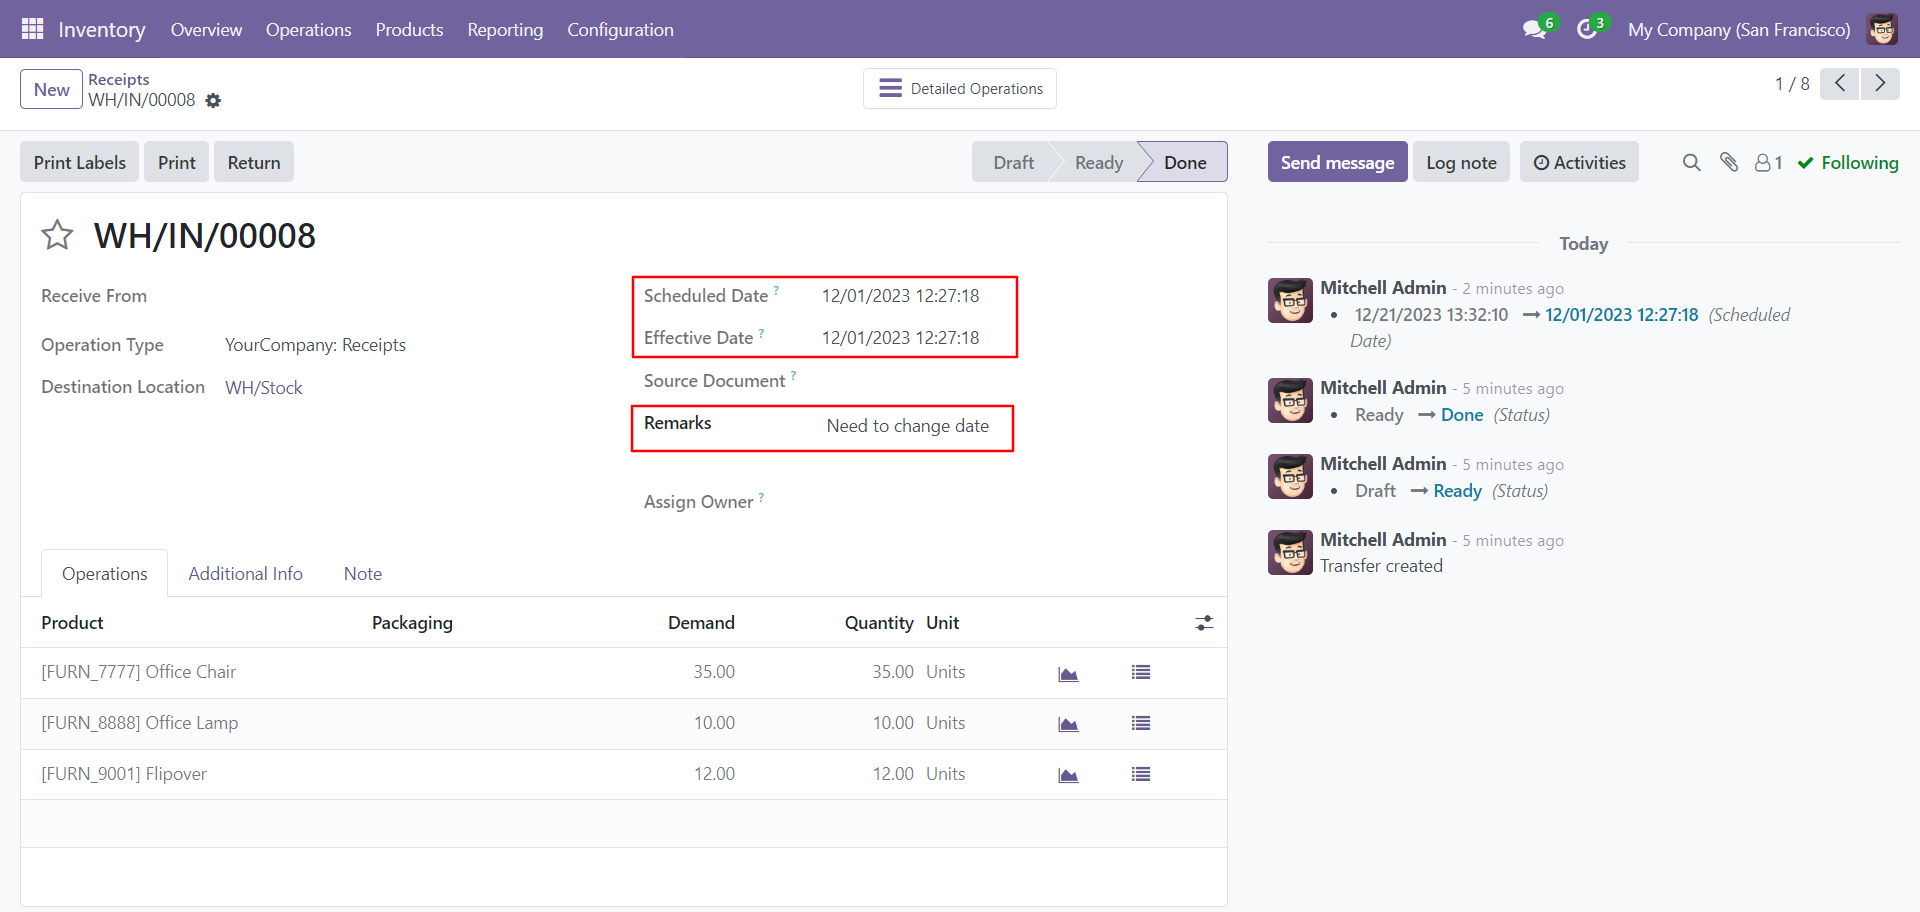 Inventory Overview Operations Products Reporting Configuration 6 3 My Company (San Francisco)
New Receipts
WH/IN/00008
Detailed Operations
1 / 8
Print Labels Print Return Draft Ready Done Send message Log note Activities 1 Following
WH/IN/00008
Receive From
Operation Type YourCompany: Receipts
Destination Location WH/Stock
Scheduled Date ? 12/01/2023 12:27:18
Effective Date ? 12/01/2023 12:27:18
Source Document ?
Remarks Need to change date
Assign Owner ?
Operations Additional Info Note
Product Packaging Demand Quantity Unit
[FURN_7777] Office Chair 35.00 35.00 Units
[FURN_8888] Office Lamp 10.00 10.00 Units
[FURN_9001] Flipover 12.00 12.00 Units
Today
Mitchell Admin - 2 minutes ago
• 12/21/2023 13:32:10 → 12/01/2023 12:27:18 (Scheduled
Date)
Mitchell Admin - 5 minutes ago
• Ready → Done (Status)
Mitchell Admin - 5 minutes ago
• Draft → Ready (Status)
Mitchell Admin - 5 minutes ago
Transfer created